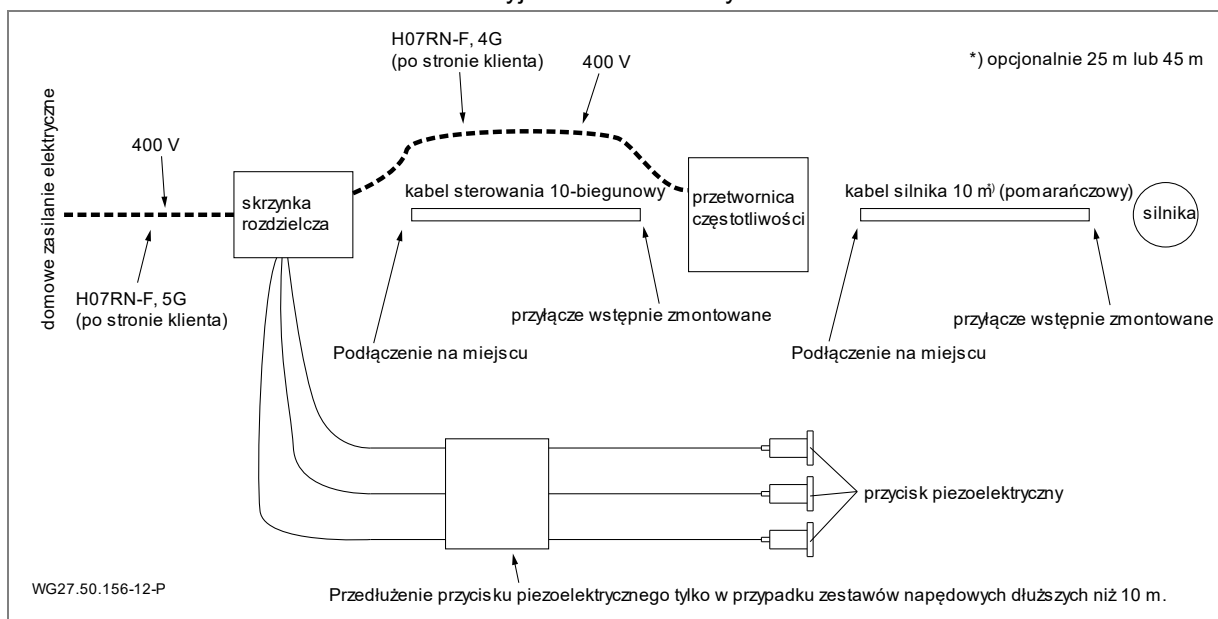 H07RN-F, 4G
(po stronie klienta)
400 V
*) opcjonalnie 25 m lub 45 m
domowe zasilanie elektryczne
400 V
skrzynka
rozdzielcza
kabel sterowania 10-biegunowy
przetwornica
częstotliwości
kabel silnika 10 m*) (pomarańczowy)
silnika
H07RN-F, 5G
(po stronie klienta)
przyłącze wstępnie zmontowane
przyłącze wstępnie zmontowane
Podłączenie na miejscu
Podłączenie na miejscu
przycisk piezoelektryczny
WG27.50.156-12-P
Przedłużenie przycisku piezoelektrycznego tylko w przypadku zestawów napędowych dłuższych niż 10 m.